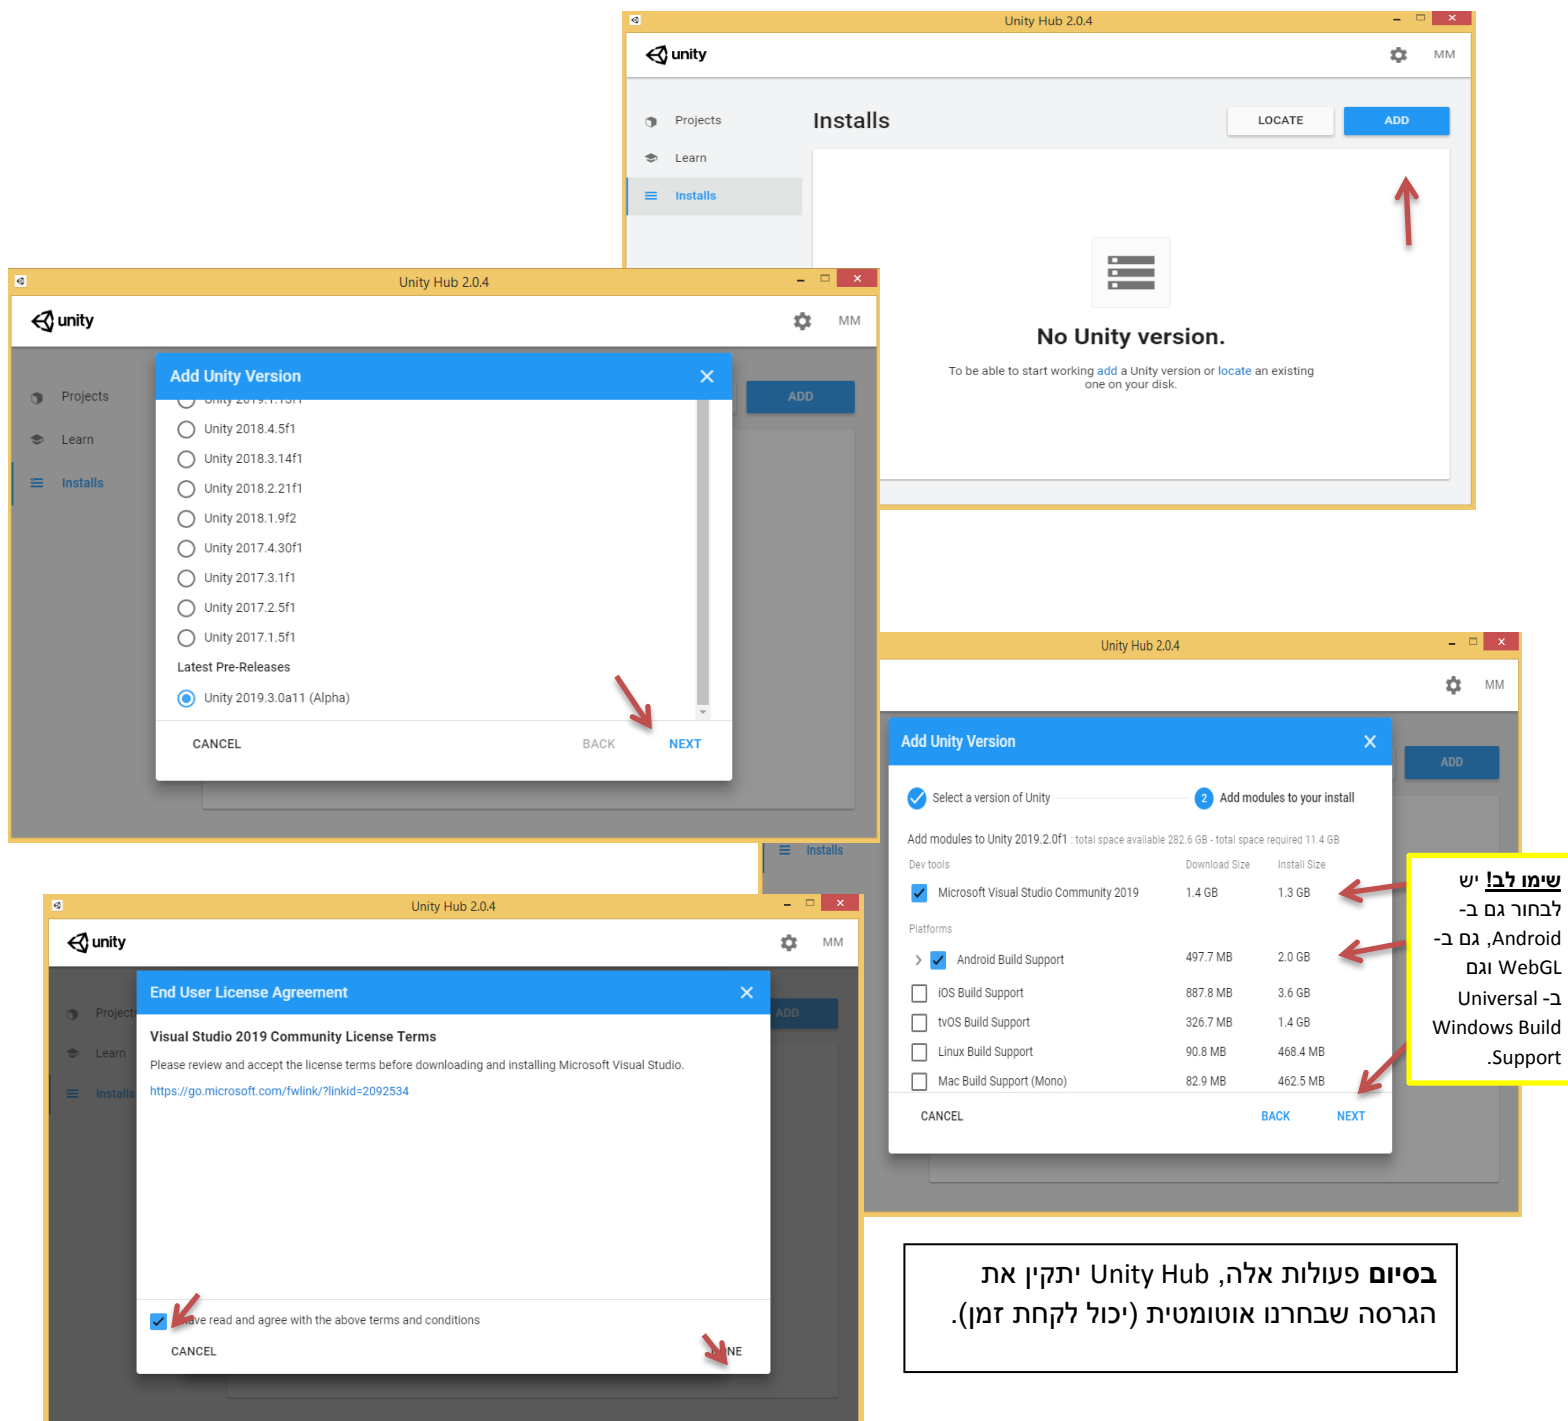 Unity Hub 2.0.4
unity
MM
Projects
Learn
Installs
Installs
LOCATE
ADD
No Unity version.
To be able to start working add a Unity version or locate an existing
one on your disk.
Unity Hub 2.0.4
unity
MM
Projects
Learn
Installs
ADD
Add Unity Version
Unity 2018.4.5f1
Unity 2018.3.14f1
Unity 2018.2.21f1
Unity 2018.1.9f2
Unity 2017.4.30f1
Unity 2017.3.1f1
Unity 2017.2.5f1
Unity 2017.1.5f1
Latest Pre-Releases
Unity 2019.3.0a11 (Alpha)
CANCEL
BACK
NEXT
Unity Hub 2.0.4
MM
ADD
Installs
Add Unity Version
Select a version of Unity
2 Add modules to your install
Add modules to Unity 2019.2.0f1 : total space available 282.6 GB - total space required 11.4 GB
Dev tools Download Size Install Size
Microsoft Visual Studio Community 2019 1.4 GB 1.3 GB
Platforms
Android Build Support 497.7 MB 2.0 GB
iOS Build Support 887.8 MB 3.6 GB
tvOS Build Support 326.7 MB 1.4 GB
Linux Build Support 90.8 MB 468.4 MB
Mac Build Support (Mono) 82.9 MB 462.5 MB
CANCEL
BACK
NEXT
שימו לב! יש
לבחור גם ב-
Android, גם ב-
WebGL וגם
ב- Universal
Windows Build
Support.
Unity Hub 2.0.4
unity
MM
Projects
Learn
Installs
ADD
End User License Agreement
Visual Studio 2019 Community License Terms
Please review and accept the license terms before downloading and installing Microsoft Visual Studio.
https://go.microsoft.com/fwlink/?linkid=2092534
have read and agree with the above terms and conditions
CANCEL
בסיום פעולות אלה, Unity Hub יתקין את
הגרסה שבחרנו אוטומטית (יכול לקחת זמן).